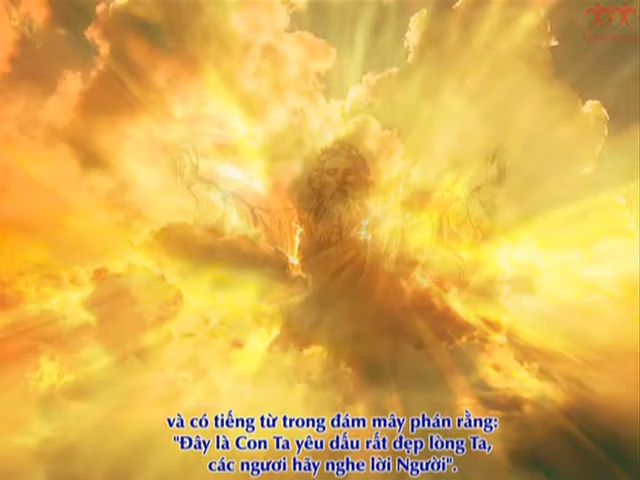 và có tiếng từ trong đám mây phán rằng:
"Đây là Con Ta yêu dấu rất đẹp lòng Ta,
các ngươi hãy nghe lời Người".